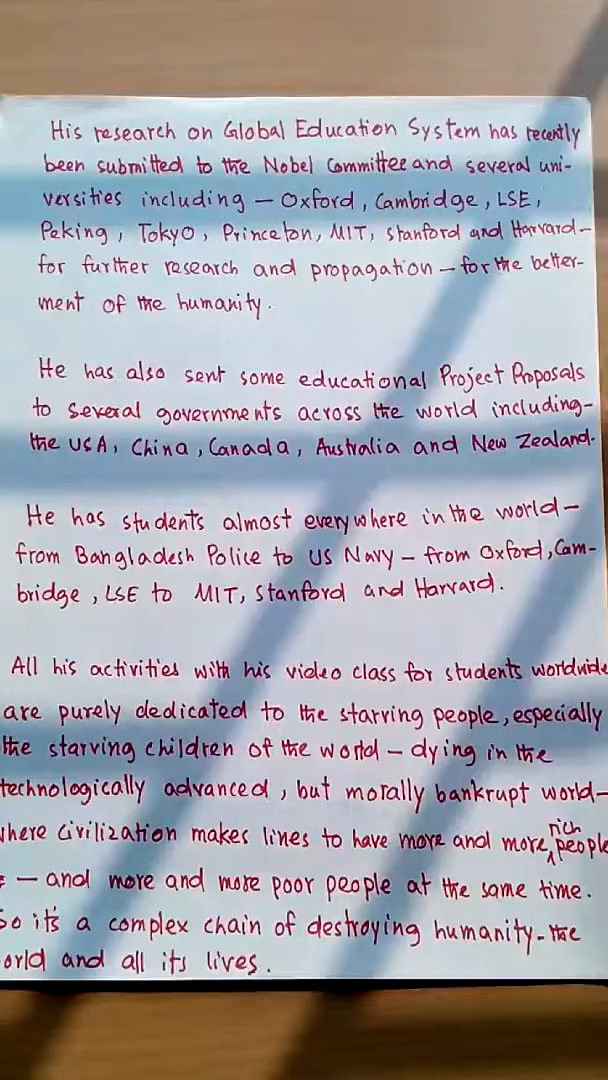 His research on Global Education System has recently
been submitted to the Nobel Committee and several uni-
versities including — Oxford, Cambridge, LSE,
Peking, Tokyo, Princeton, MIT, Stanford and Harvard-
for further research and propagation — for the better-
ment of the humanity.
He has also sent some educational Project Proposals
to several governments across the world including-
the USA, China, Canada, Australia and New Zealand.
He has students almost everywhere in the world-
from Bangladesh Police to US Navy – from Oxford, Cam-
bridge, LSE to MIT, Stanford and Harvard.
All his activities with his video class for students worldwide
are purely dedicated to the starving people, especially
the starving children of the world – dying in the
technologically advanced, but morally bankrupt world-
where civilization makes lines to have more and more rich people
— and more and more poor people at the same time.
So it's a complex chain of destroying humanity-the
world and all its lives.